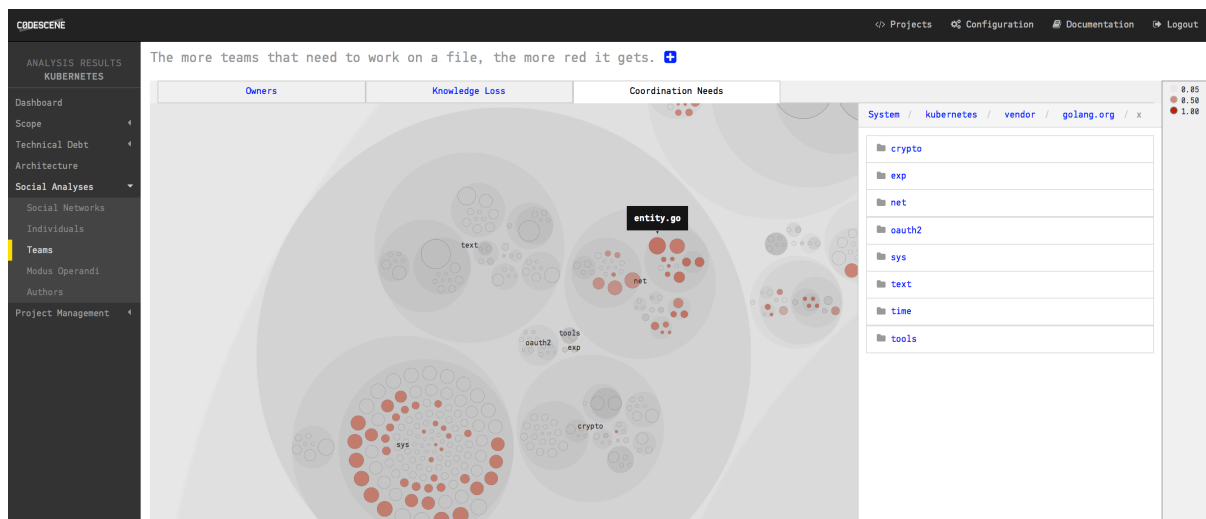 CØDESCENE
Projects
Configuration
Documentation
Logout
ANALYSIS RESULTS
KUBERNETES
Dashboard
Scope
Technical Debt
Architecture
Social Analyses
Social Networks
Individuals
Teams
Modus Operandi
Authors
Project Management
The more teams that need to work on a file, the more red it gets.
Owners
Knowledge Loss
Coordination Needs
entity.go
text
net
tools
oauth2
exp
crypto
sys
System / kubernetes / vendor / golang.org / x
crypto
exp
net
oauth2
sys
text
time
tools
0.05
0.50
1.00